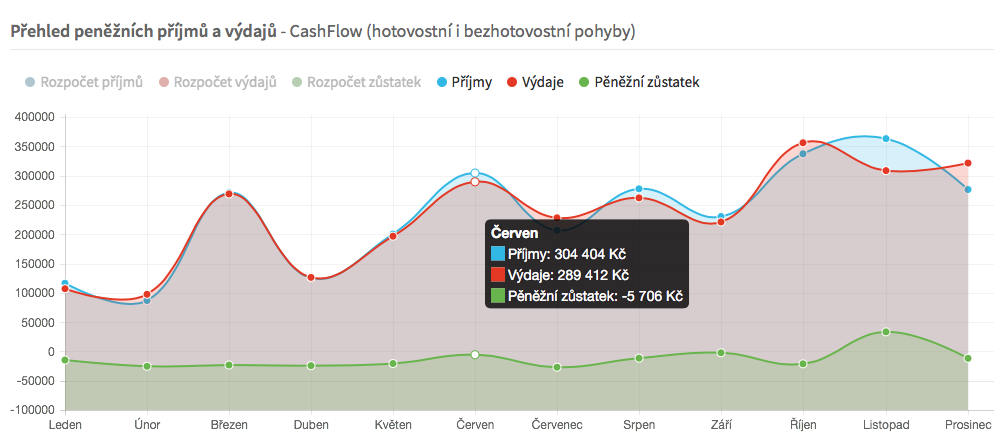 Přehled peněžních příjmů a výdajů - CashFlow (hotovostní i bezhotovostní pohyby)
Rozpočet příjmů Rozpočet výdajů Rozpočet zůstatek Příjmy Výdaje Pěněžní zůstatek
400000
350000
300000
250000
200000
150000
100000
50000
0
-50000
-100000
Červen
Příjmy: 304 404 Kč
Výdaje: 289 412 Kč
Pěněžní zůstatek: -5 706 Kč
Leden Únor Březen Duben Květen Červen Červenec Srpen Září Říjen Listopad Prosinec